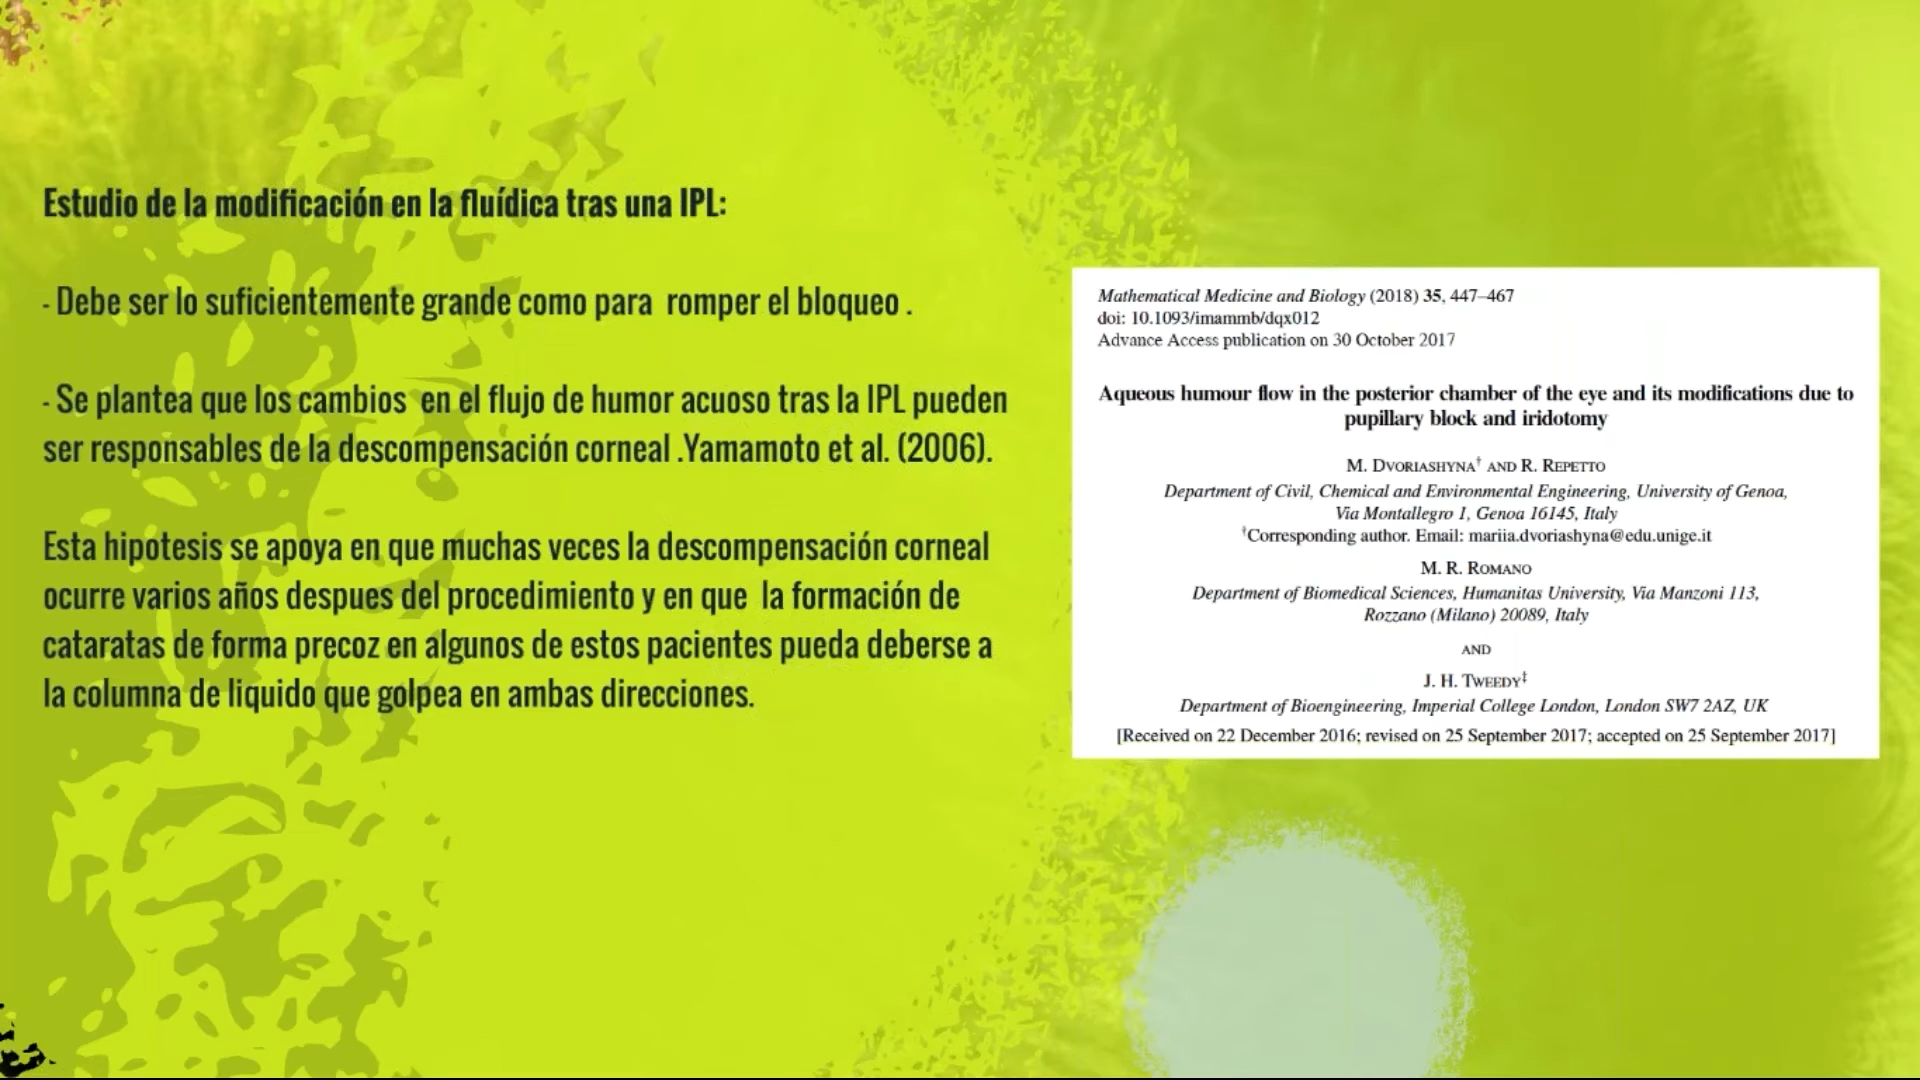 Estudio de la modificación en la fluídica tras una IPL:
- Debe ser lo suficientemente grande como para romper el bloqueo .
- Se plantea que los cambios en el flujo de humor acuoso tras la IPL pueden
ser responsables de la descompensación corneal .Yamamoto et al. (2006).
Esta hipotesis se apoya en que muchas veces la descompensación corneal
ocurre varios años despues del procedimiento y en que la formación de
cataratas de forma precoz en algunos de estos pacientes pueda deberse a
la columna de liquido que golpea en ambas direcciones.
Mathematical Medicine and Biology (2018) 35, 447–467
doi: 10.1093/imammb/dqx012
Advance Access publication on 30 October 2017
Aqueous humour flow in the posterior chamber of the eye and its modifications due to
pupillary block and iridotomy
M. Dvoriashyna† and R. Repetto
Department of Civil, Chemical and Environmental Engineering, University of Genoa,
Via Montallegro 1, Genoa 16145, Italy
†Corresponding author. Email: mariia.dvoriashyna@edu.unige.it
M. R. Romano
Department of Biomedical Sciences, Humanitas University, Via Manzoni 113,
Rozzano (Milano) 20089, Italy
AND
J. H. Tweedy‡
Department of Bioengineering, Imperial College London, London SW7 2AZ, UK
[Received on 22 December 2016; revised on 25 September 2017; accepted on 25 September 2017]